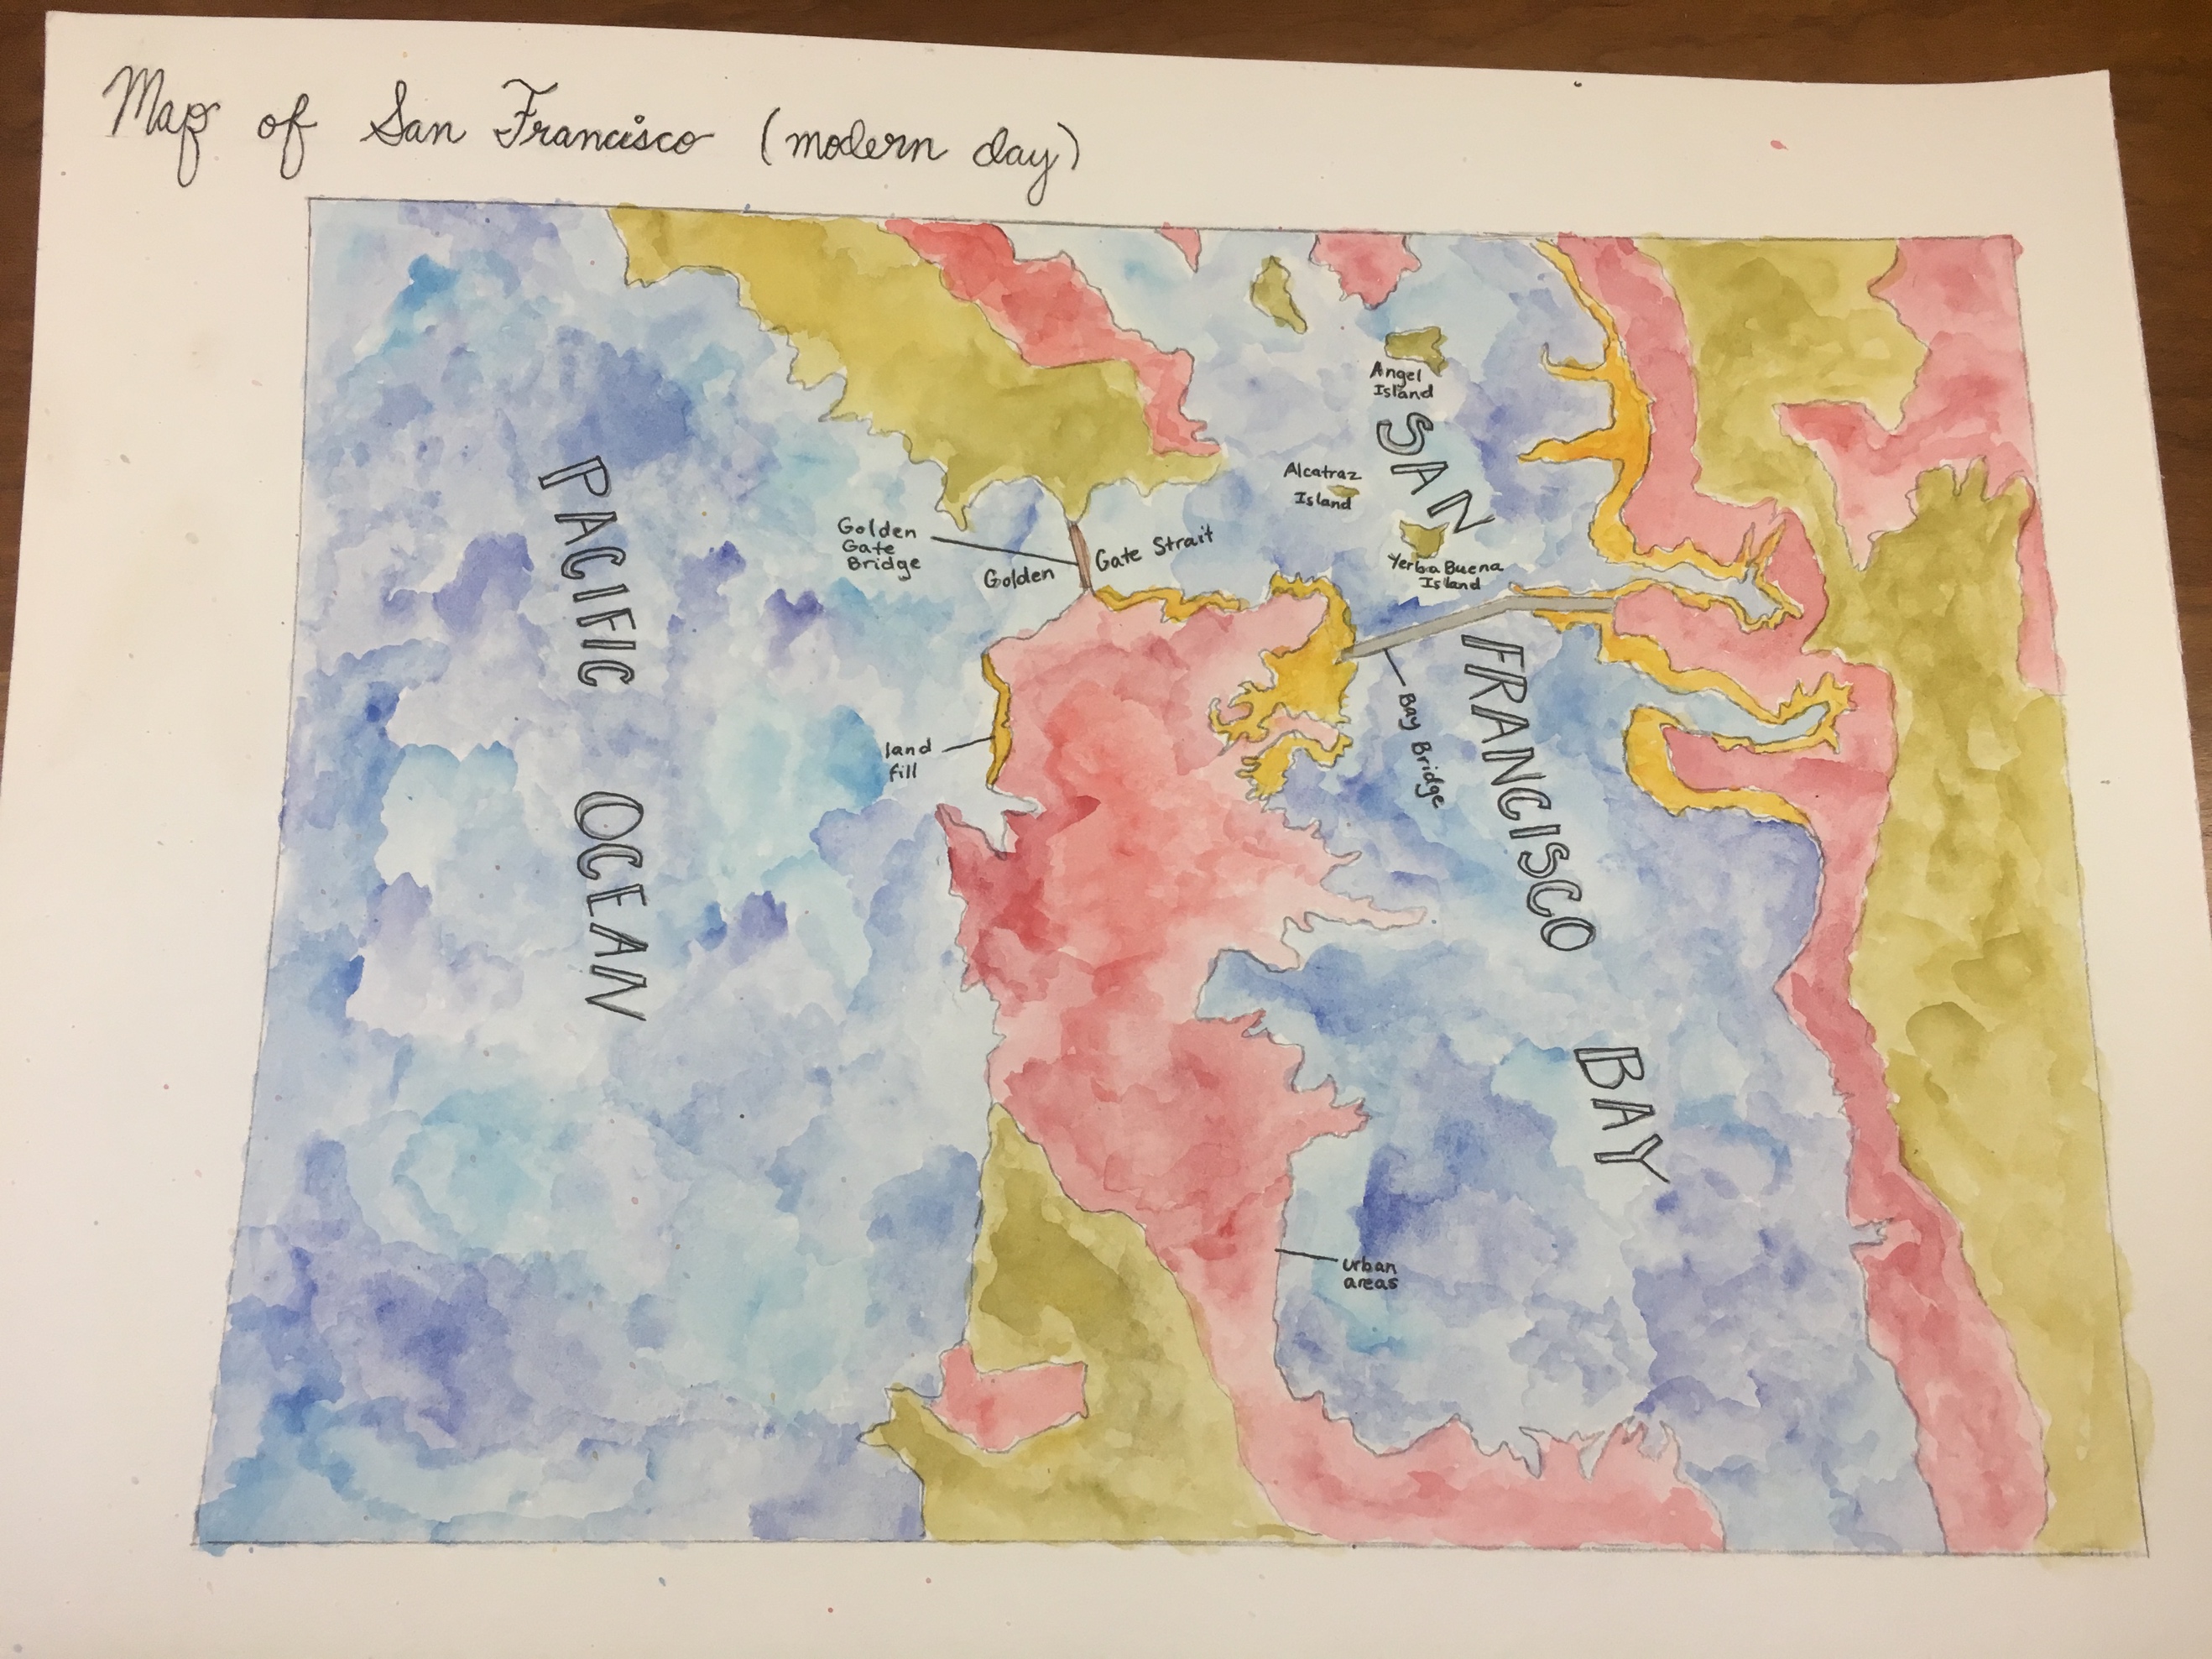 Map of San Francisco (modern day)
Angel
Island
SAN
Alcatraz
Island
PACIFIC
Golden
Gate
Bridge
Golden Gate Strait
Yerba Buena
Island
FRANCISCO
Bay Bridge
land
fill
OCEAN
BAY
urban
areas